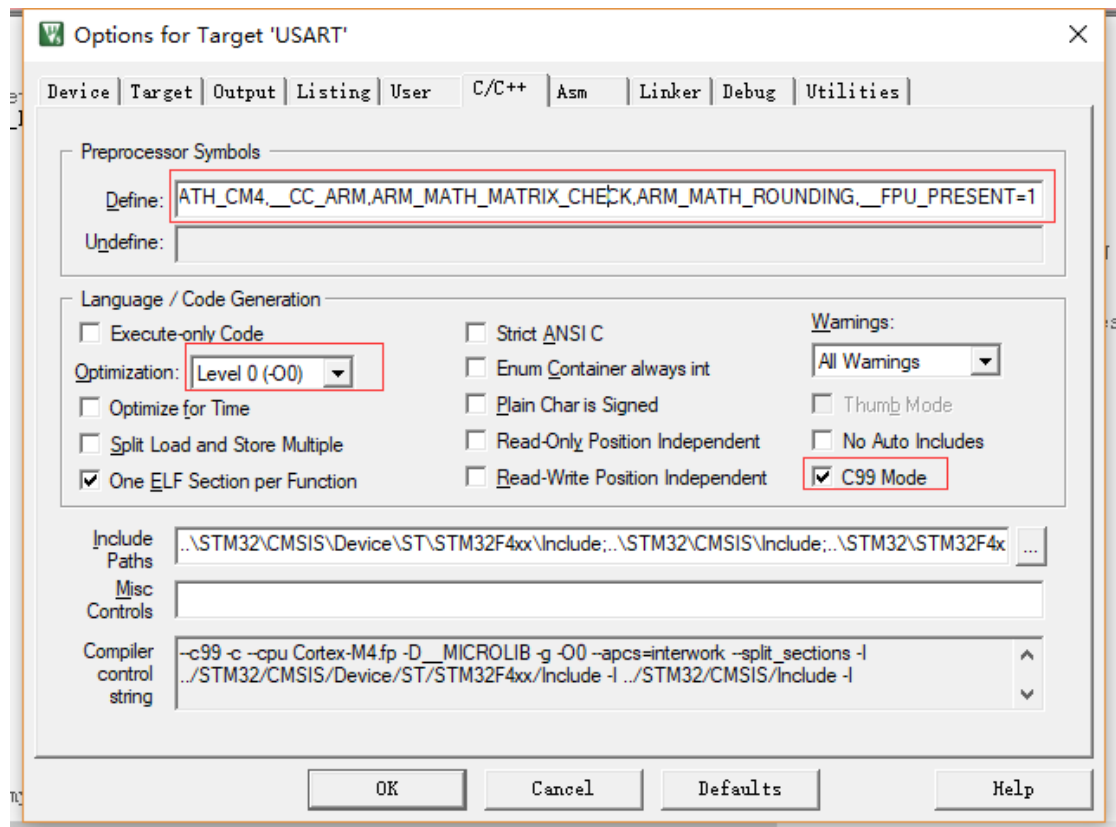 Options for Target 'USART'
Device Target Output Listing User C/C++ Asm Linker Debug Utilities
Preprocessor Symbols
Define: ATH_CM4,__CC_ARM,ARM_MATH_MATRIX_CHECK,ARM_MATH_ROUNDING,__FPU_PRESENT=1
Undefine:
Language / Code Generation
Execute-only Code
Optimization: Level 0 (-O0)
Optimize for Time
Split Load and Store Multiple
One ELF Section per Function
Strict ANSI C
Enum Container always int
Plain Char is Signed
Read-Only Position Independent
Read-Write Position Independent
Warnings:
All Warnings
Thumb Mode
No Auto Includes
C99 Mode
Include
Paths
..\STM32\CMSIS\Device\ST\STM32F4xx\Include;..\STM32\CMSIS\Include;..\STM32\STM32F4x
...
Misc
Controls
Compiler
control
string
--c99 -c --cpu Cortex-M4.fp -D__MICROLIB -g -O0 --apcs=interwork --split_sections -I
../STM32/CMSIS/Device/ST/STM32F4xx/Include -I ../STM32/CMSIS/Include -I
OK Cancel Defaults Help